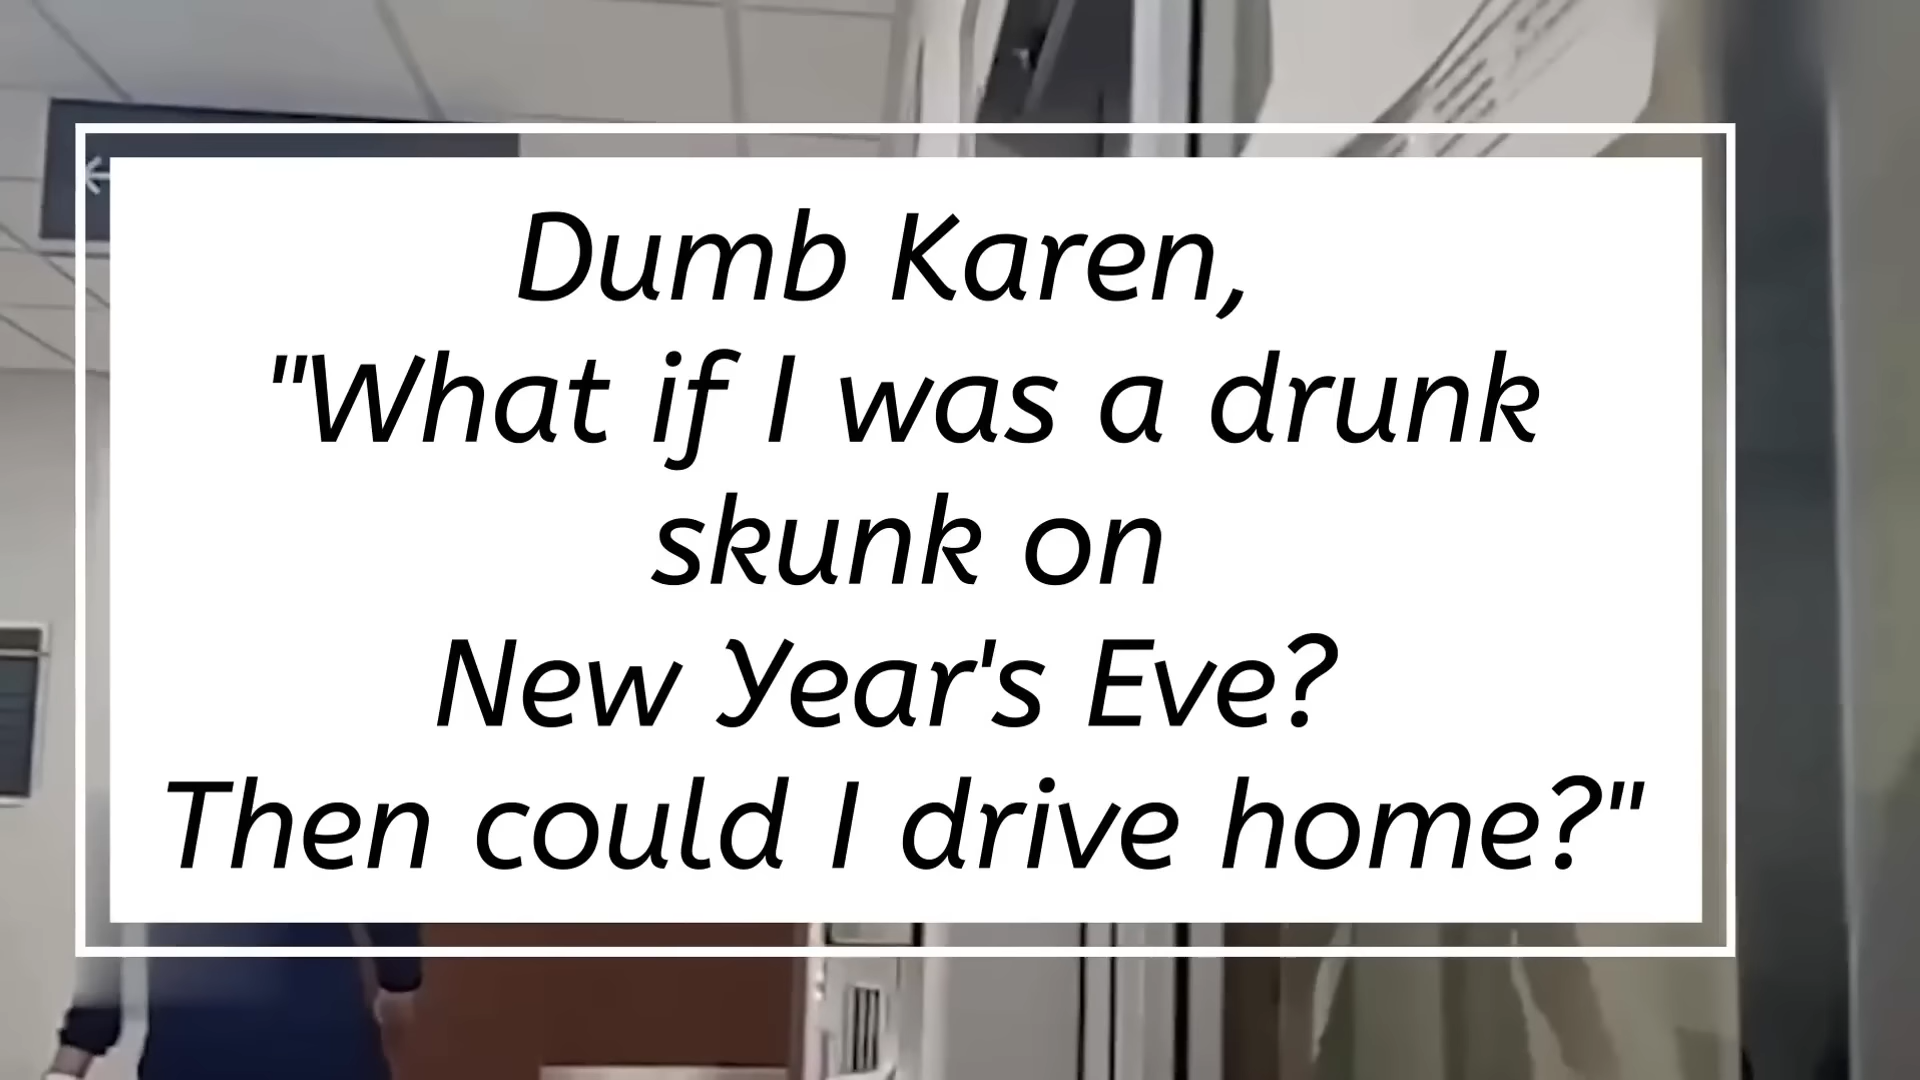 Dumb Karen,
"What if I was a drunk
skunk on
New Year's Eve?
Then could I drive home?"